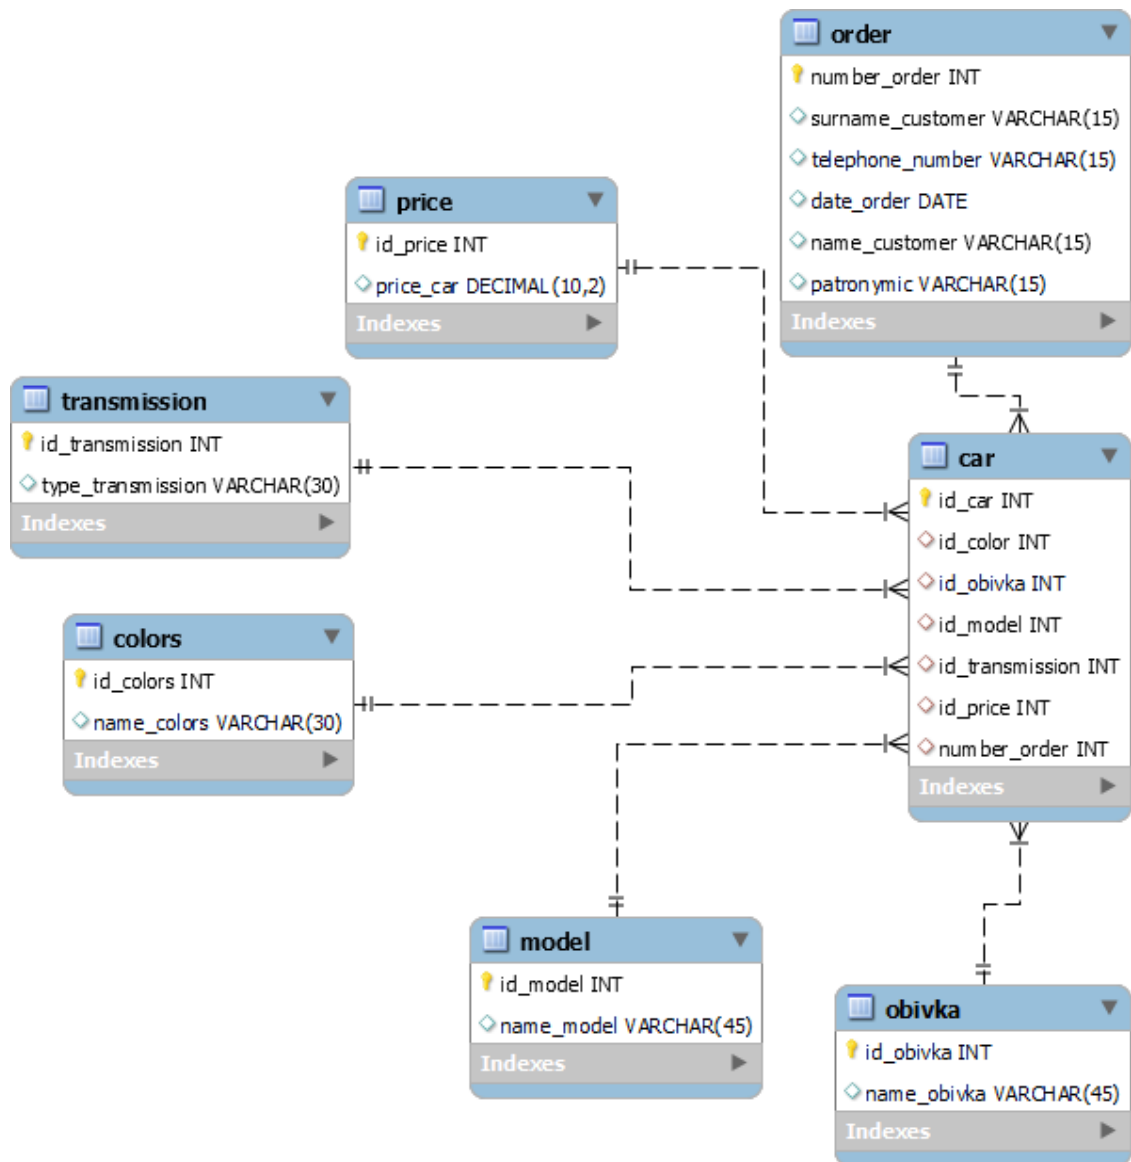 order
number_order INT
surname_customer VARCHAR(15)
telephone_number VARCHAR(15)
date_order DATE
name_customer VARCHAR(15)
patronymic VARCHAR(15)
Indexes
price
id_price INT
price_car DECIMAL(10,2)
Indexes
transmission
id_transmission INT
type_transmission VARCHAR(30)
Indexes
car
id_car INT
id_color INT
id_obivka INT
id_model INT
id_transmission INT
id_price INT
number_order INT
Indexes
colors
id_colors INT
name_colors VARCHAR(30)
Indexes
model
id_model INT
name_model VARCHAR(45)
Indexes
obivka
id_obivka INT
name_obivka VARCHAR(45)
Indexes